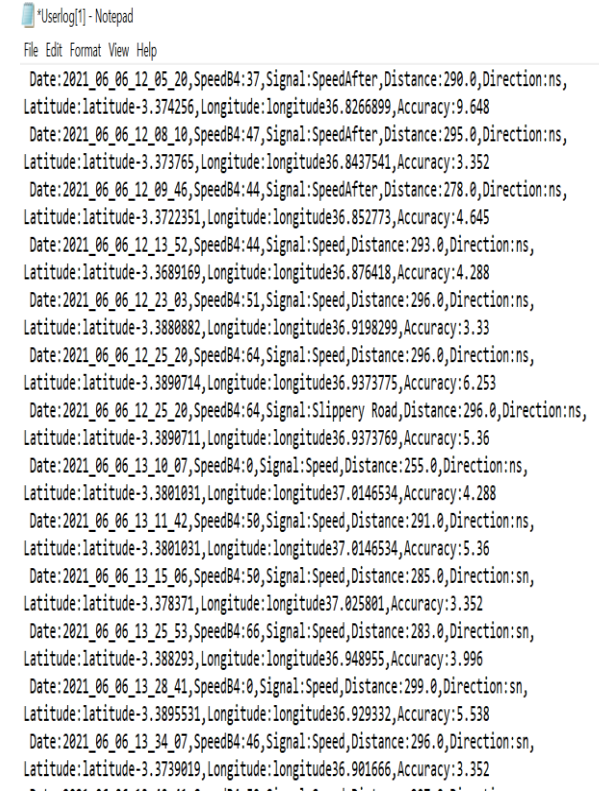 *Userlog[1] - Notepad
File Edit Format View Help
Date:2021_06_06_12_05_20,SpeedB4:37,Signal:SpeedAfter,Distance:290.0,Direction:ns,
Latitude:latitude-3.374256,Longitude:longitude36.8266899,Accuracy:9.648
Date:2021_06_06_12_08_10,SpeedB4:47,Signal:SpeedAfter,Distance:295.0,Direction:ns,
Latitude:latitude-3.373765,Longitude:longitude36.8437541,Accuracy:3.352
Date:2021_06_06_12_09_46,SpeedB4:44,Signal:SpeedAfter,Distance:278.0,Direction:ns,
Latitude:latitude-3.3722351,Longitude:longitude36.852773,Accuracy:4.645
Date:2021_06_06_12_13_52,SpeedB4:44,Signal:Speed,Distance:293.0,Direction:ns,
Latitude:latitude-3.3689169,Longitude:longitude36.876418,Accuracy:4.288
Date:2021_06_06_12_23_03,SpeedB4:51,Signal:Speed,Distance:296.0,Direction:ns,
Latitude:latitude-3.3880882,Longitude:longitude36.9198299,Accuracy:3.33
Date:2021_06_06_12_25_20,SpeedB4:64,Signal:Speed,Distance:296.0,Direction:ns,
Latitude:latitude-3.3890714,Longitude:longitude36.9373775,Accuracy:6.253
Date:2021_06_06_12_25_20,SpeedB4:64,Signal:Slippery Road,Distance:296.0,Direction:ns,
Latitude:latitude-3.3890711,Longitude:longitude36.9373769,Accuracy:5.36
Date:2021_06_06_13_10_07,SpeedB4:0,Signal:Speed,Distance:255.0,Direction:ns,
Latitude:latitude-3.3801031,Longitude:longitude37.0146534,Accuracy:4.288
Date:2021_06_06_13_11_42,SpeedB4:50,Signal:Speed,Distance:291.0,Direction:ns,
Latitude:latitude-3.3801031,Longitude:longitude37.0146534,Accuracy:5.36
Date:2021_06_06_13_15_06,SpeedB4:50,Signal:Speed,Distance:285.0,Direction:sn,
Latitude:latitude-3.378371,Longitude:longitude37.025801,Accuracy:3.352
Date:2021_06_06_13_25_53,SpeedB4:66,Signal:Speed,Distance:283.0,Direction:sn,
Latitude:latitude-3.388293,Longitude:longitude36.948955,Accuracy:3.996
Date:2021_06_06_13_28_41,SpeedB4:0,Signal:Speed,Distance:299.0,Direction:sn,
Latitude:latitude-3.3895531,Longitude:longitude36.929332,Accuracy:5.538
Date:2021_06_06_13_34_07,SpeedB4:46,Signal:Speed,Distance:296.0,Direction:sn,
Latitude:latitude-3.3739019,Longitude:longitude36.901666,Accuracy:3.352